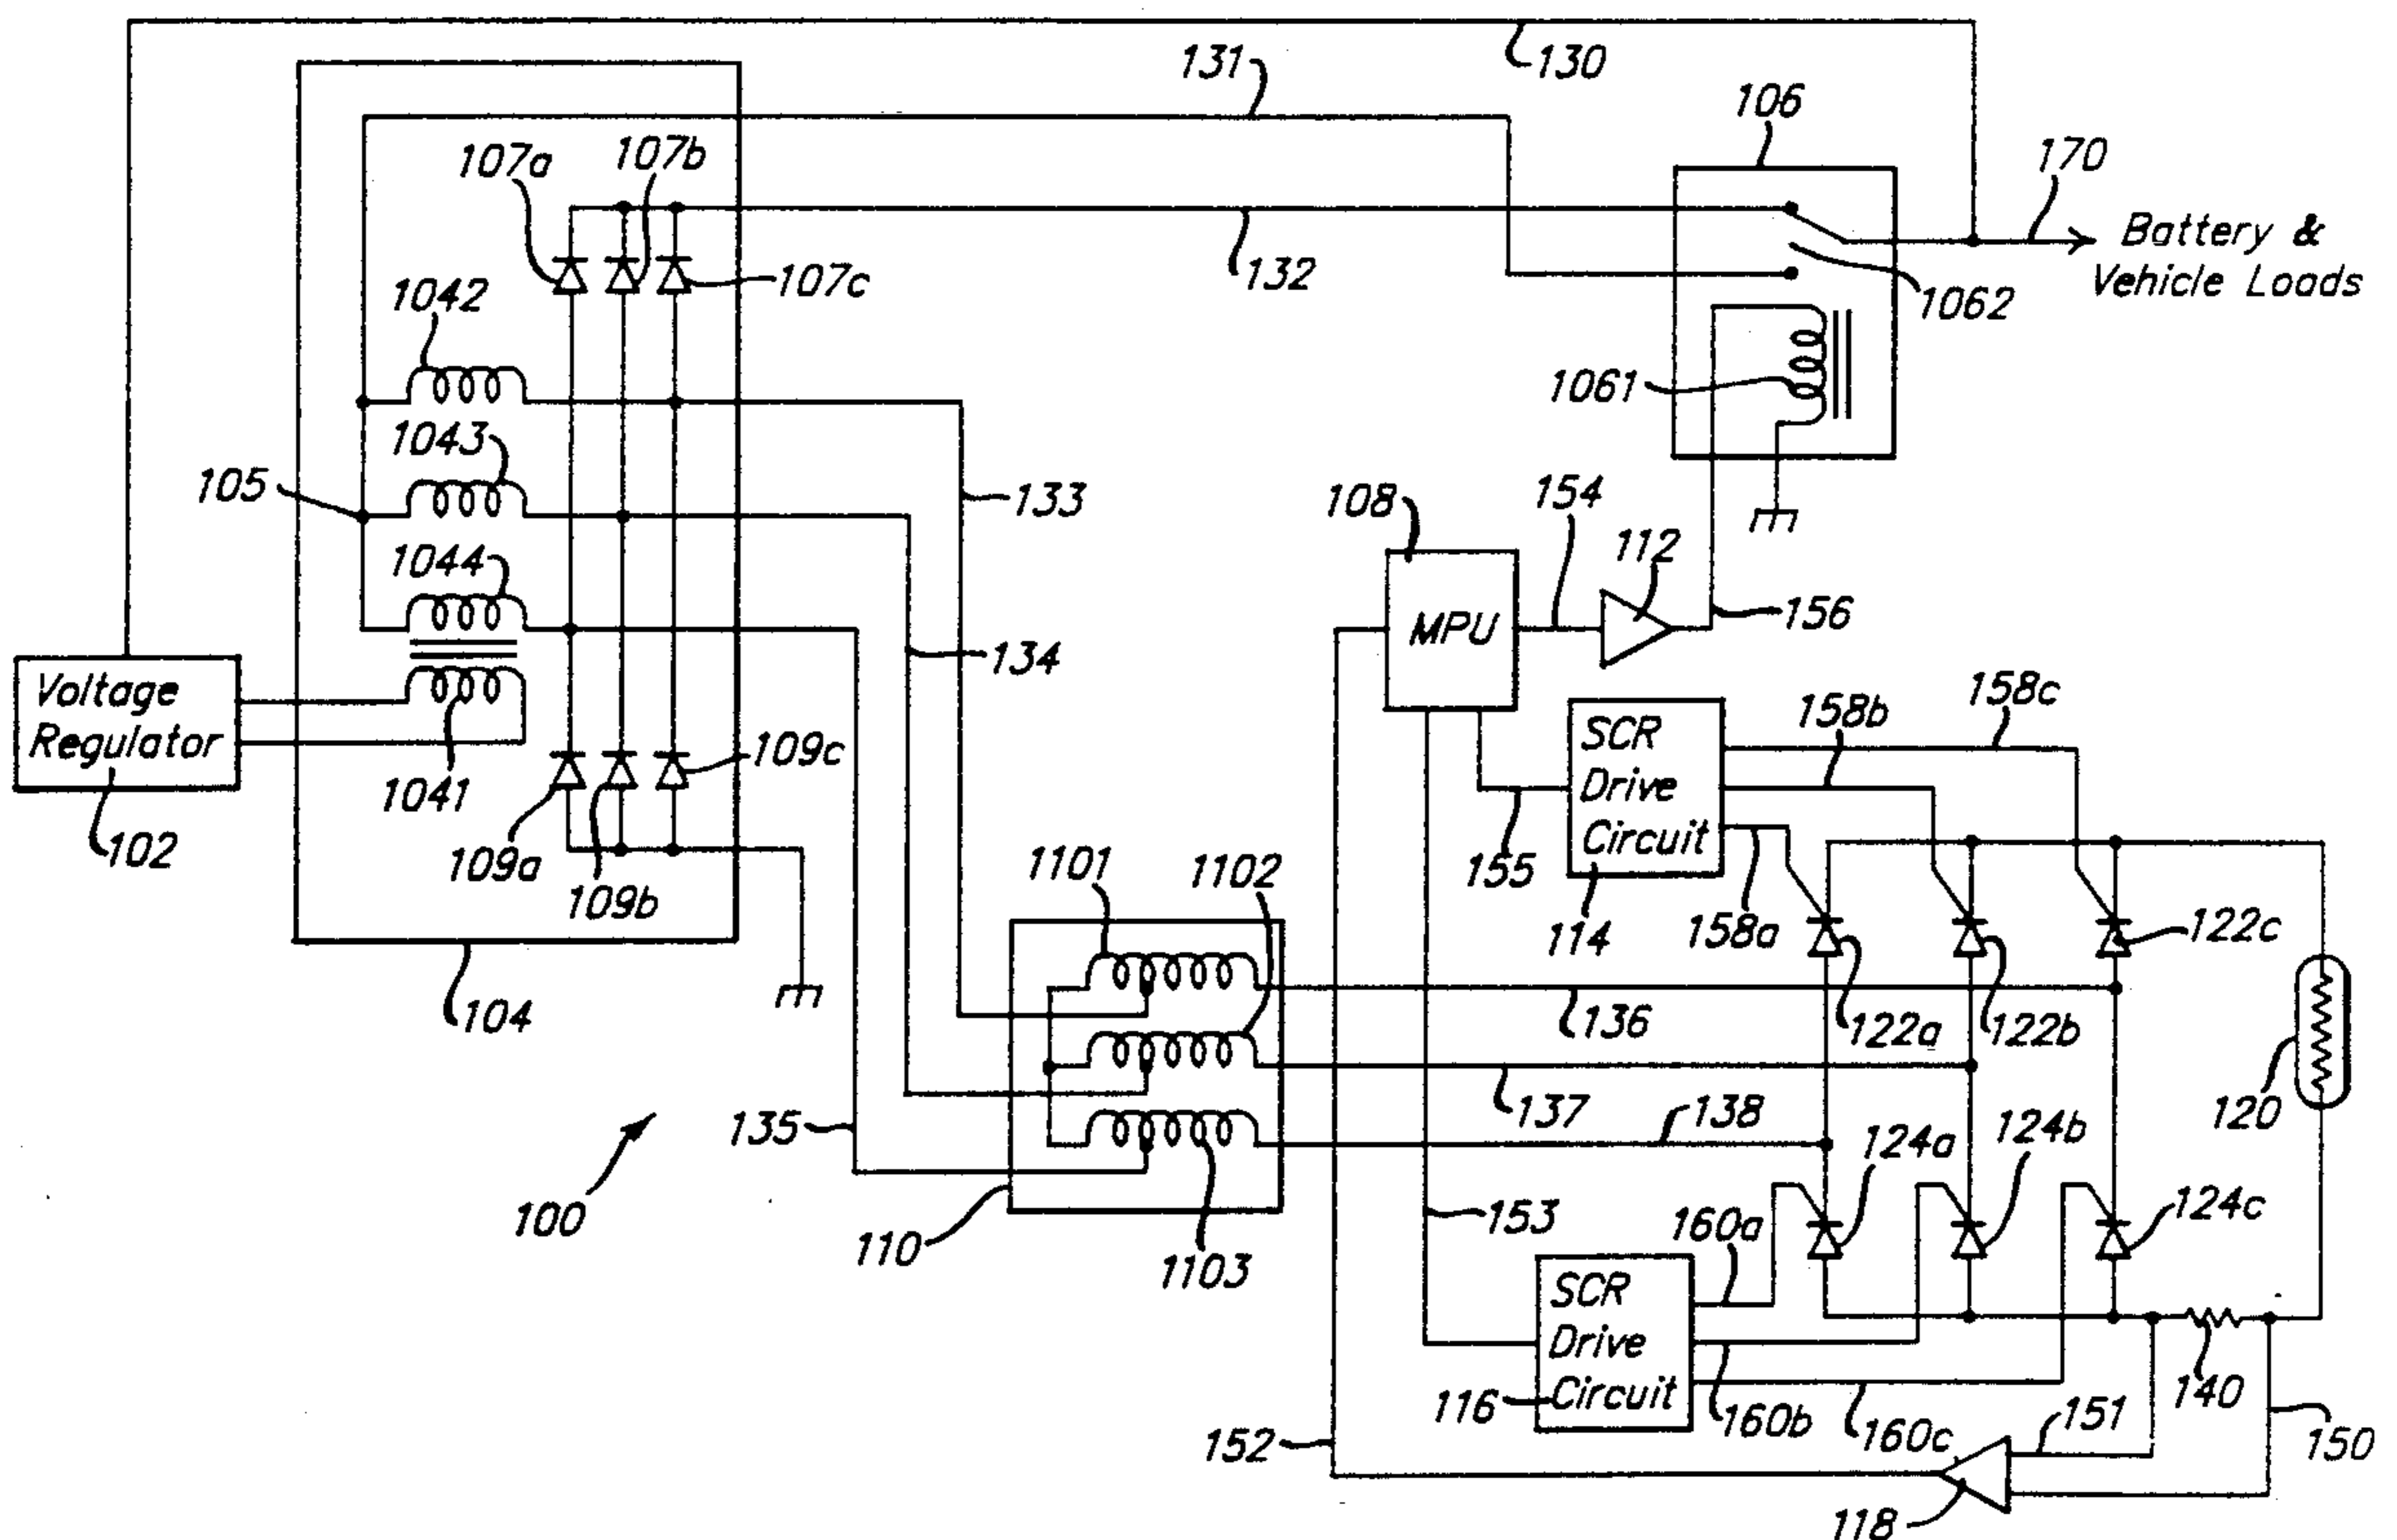 130
131
106
107a
107b
170
Battery &
Vehicle Loads
132
107c
1062
1042
1061
1043
105
133
108
154
112
1044
MPU
156
134
Voltage
Regulator
158c
158b
109c
SCR
Drive
Circuit
1041
102
109a
109b
1101
1102
155
158a
114
122c
104
136
122a
122b
120
135
137
138
124a
124b
100
153
160a
124c
110
1103
SCR
Drive
Circuit
116
140
160b
151
152
160c
150
118